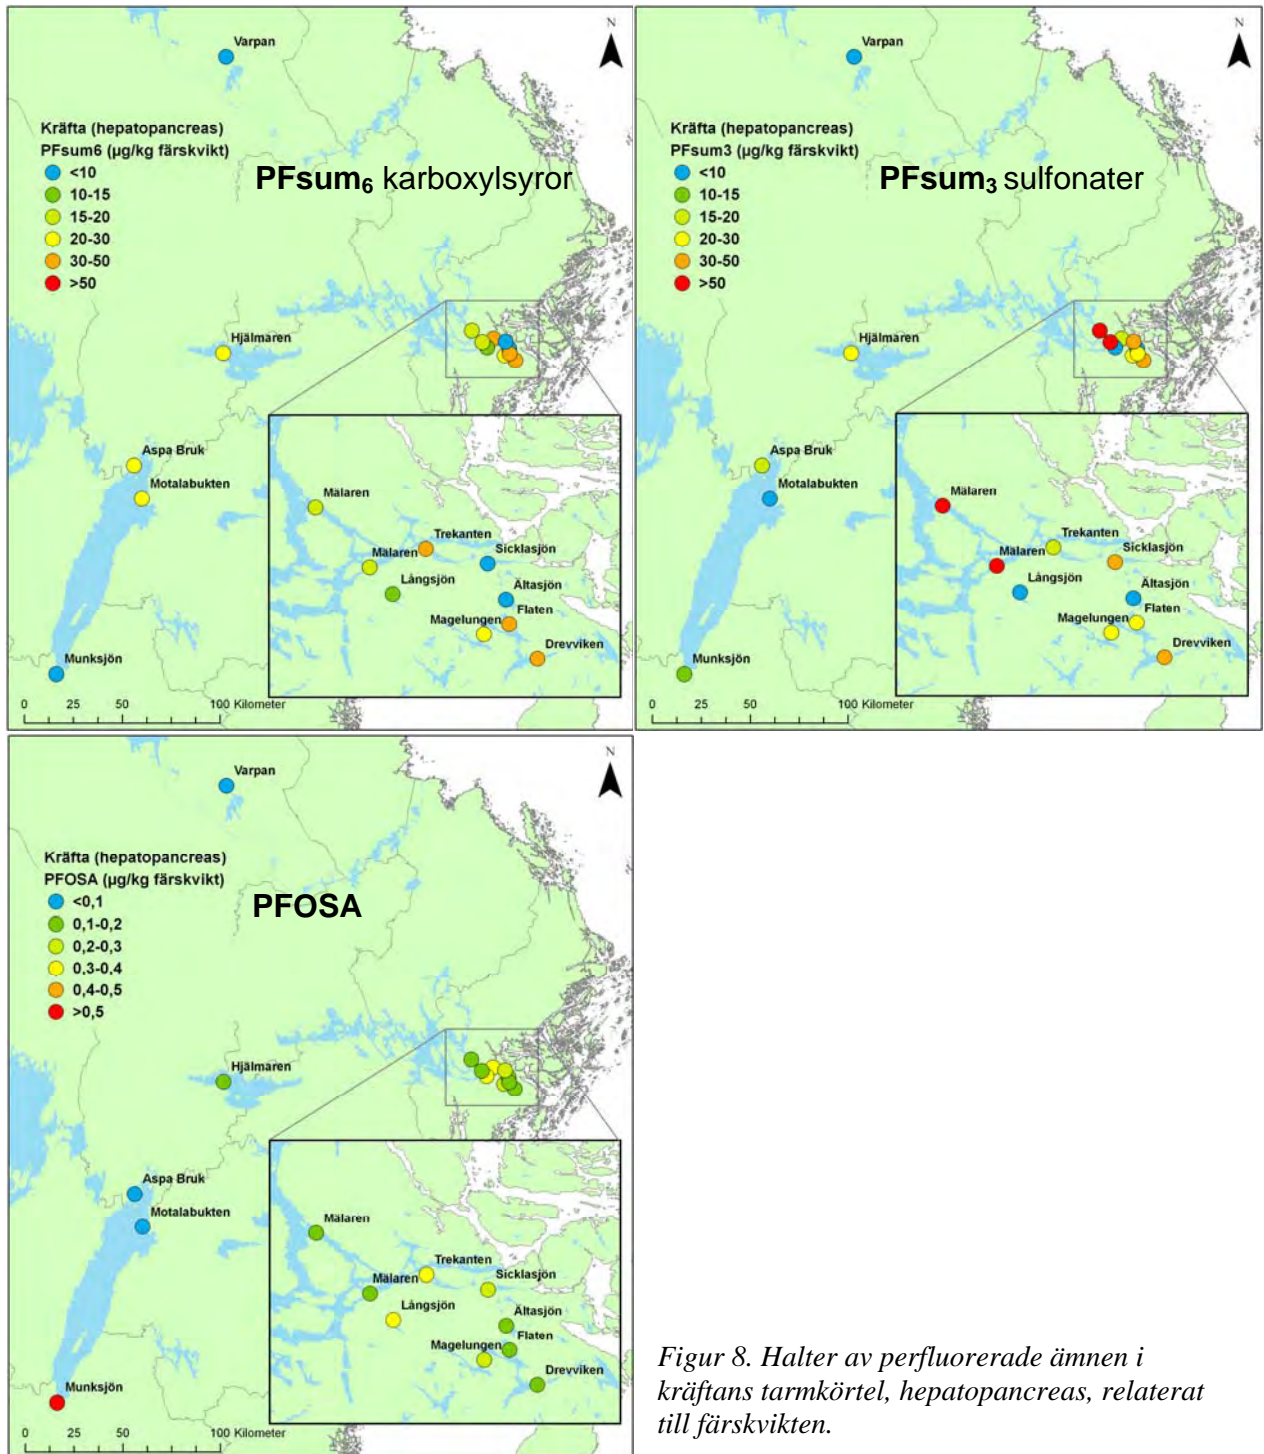 N
Varpan
Kräfta (hepatopancreas)
PFsum6 (µg/kg färskvikt)
<10
10-15
15-20
20-30
30-50
>50
PFsum6 karboxylsyror
Hjälmaren
Aspa Bruk
Motalabukten
Munksjön
Mälaren
Trekanten
Mälaren
Sicklasjön
Långsjön
Ältasjön
Flaten
Magelungen
Drevviken
0 25 50 100 Kilometer
N
Varpan
Kräfta (hepatopancreas)
PFsum3 (µg/kg färskvikt)
<10
10-15
15-20
20-30
30-50
>50
PFsum3 sulfonater
Hjälmaren
Aspa Bruk
Motalabukten
Munksjön
Mälaren
Trekanten
Mälaren
Sicklasjön
Långsjön
Ältasjön
Flaten
Magelungen
Drevviken
0 25 50 100 Kilometer
N
Varpan
Kräfta (hepatopancreas)
PFOSA (µg/kg färskvikt)
<0,1
0,1-0,2
0,2-0,3
0,3-0,4
0,4-0,5
>0,5
PFOSA
Hjälmaren
Aspa Bruk
Motalabukten
Munksjön
Mälaren
Trekanten
Mälaren
Sicklasjön
Långsjön
Ältasjön
Flaten
Magelungen
Drevviken
0 25 50 100 Kilometer
Figur 8. Halter av perfluorerade ämnen i
kräftans tarmkörtel, hepatopancreas, relaterat
till färskvikten.